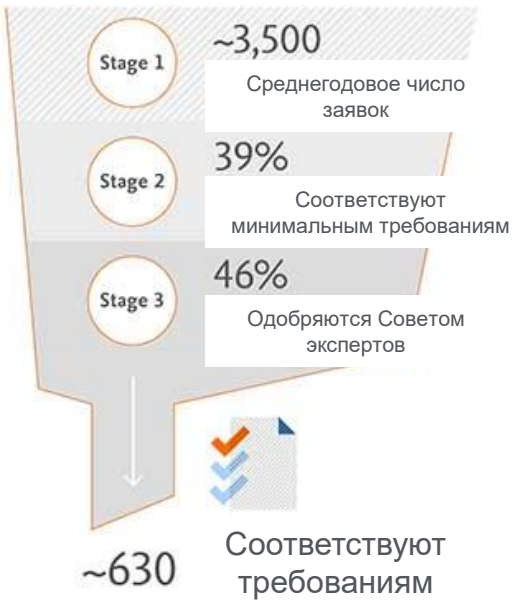 Stage 1
~3,500
Среднегодовое число
заявок
Stage 2
39%
Соответствуют
минимальным требованиям
Stage 3
46%
Одобряются Советом
экспертов
~630
Соответствуют
требованиям